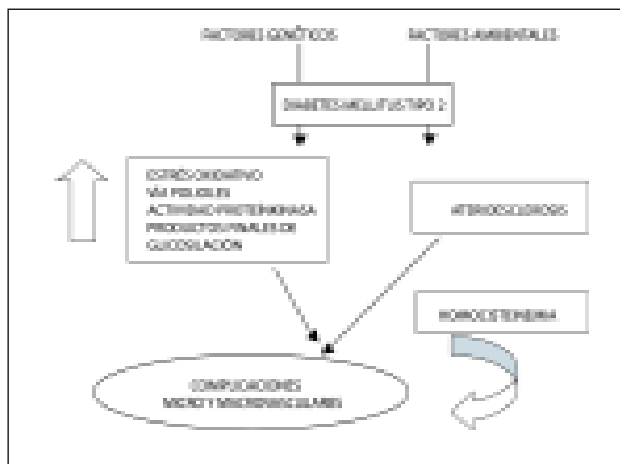 FACTORES GENÉTICOS
FACTORES AMBIENTALES
DIABETES MELLITUS TIPO 2
ESTRÉS OXIDATIVO
VÍA POLIOLES
ACTIVIDAD PROTEINKINASA
PRODUCTOS FINALES DE
GLICOSILACIÓN
ATEROESCLEROSIS
HOMOCISTEINEMIA
COMPLICACIONES
MICRO Y MACROVASCULARES